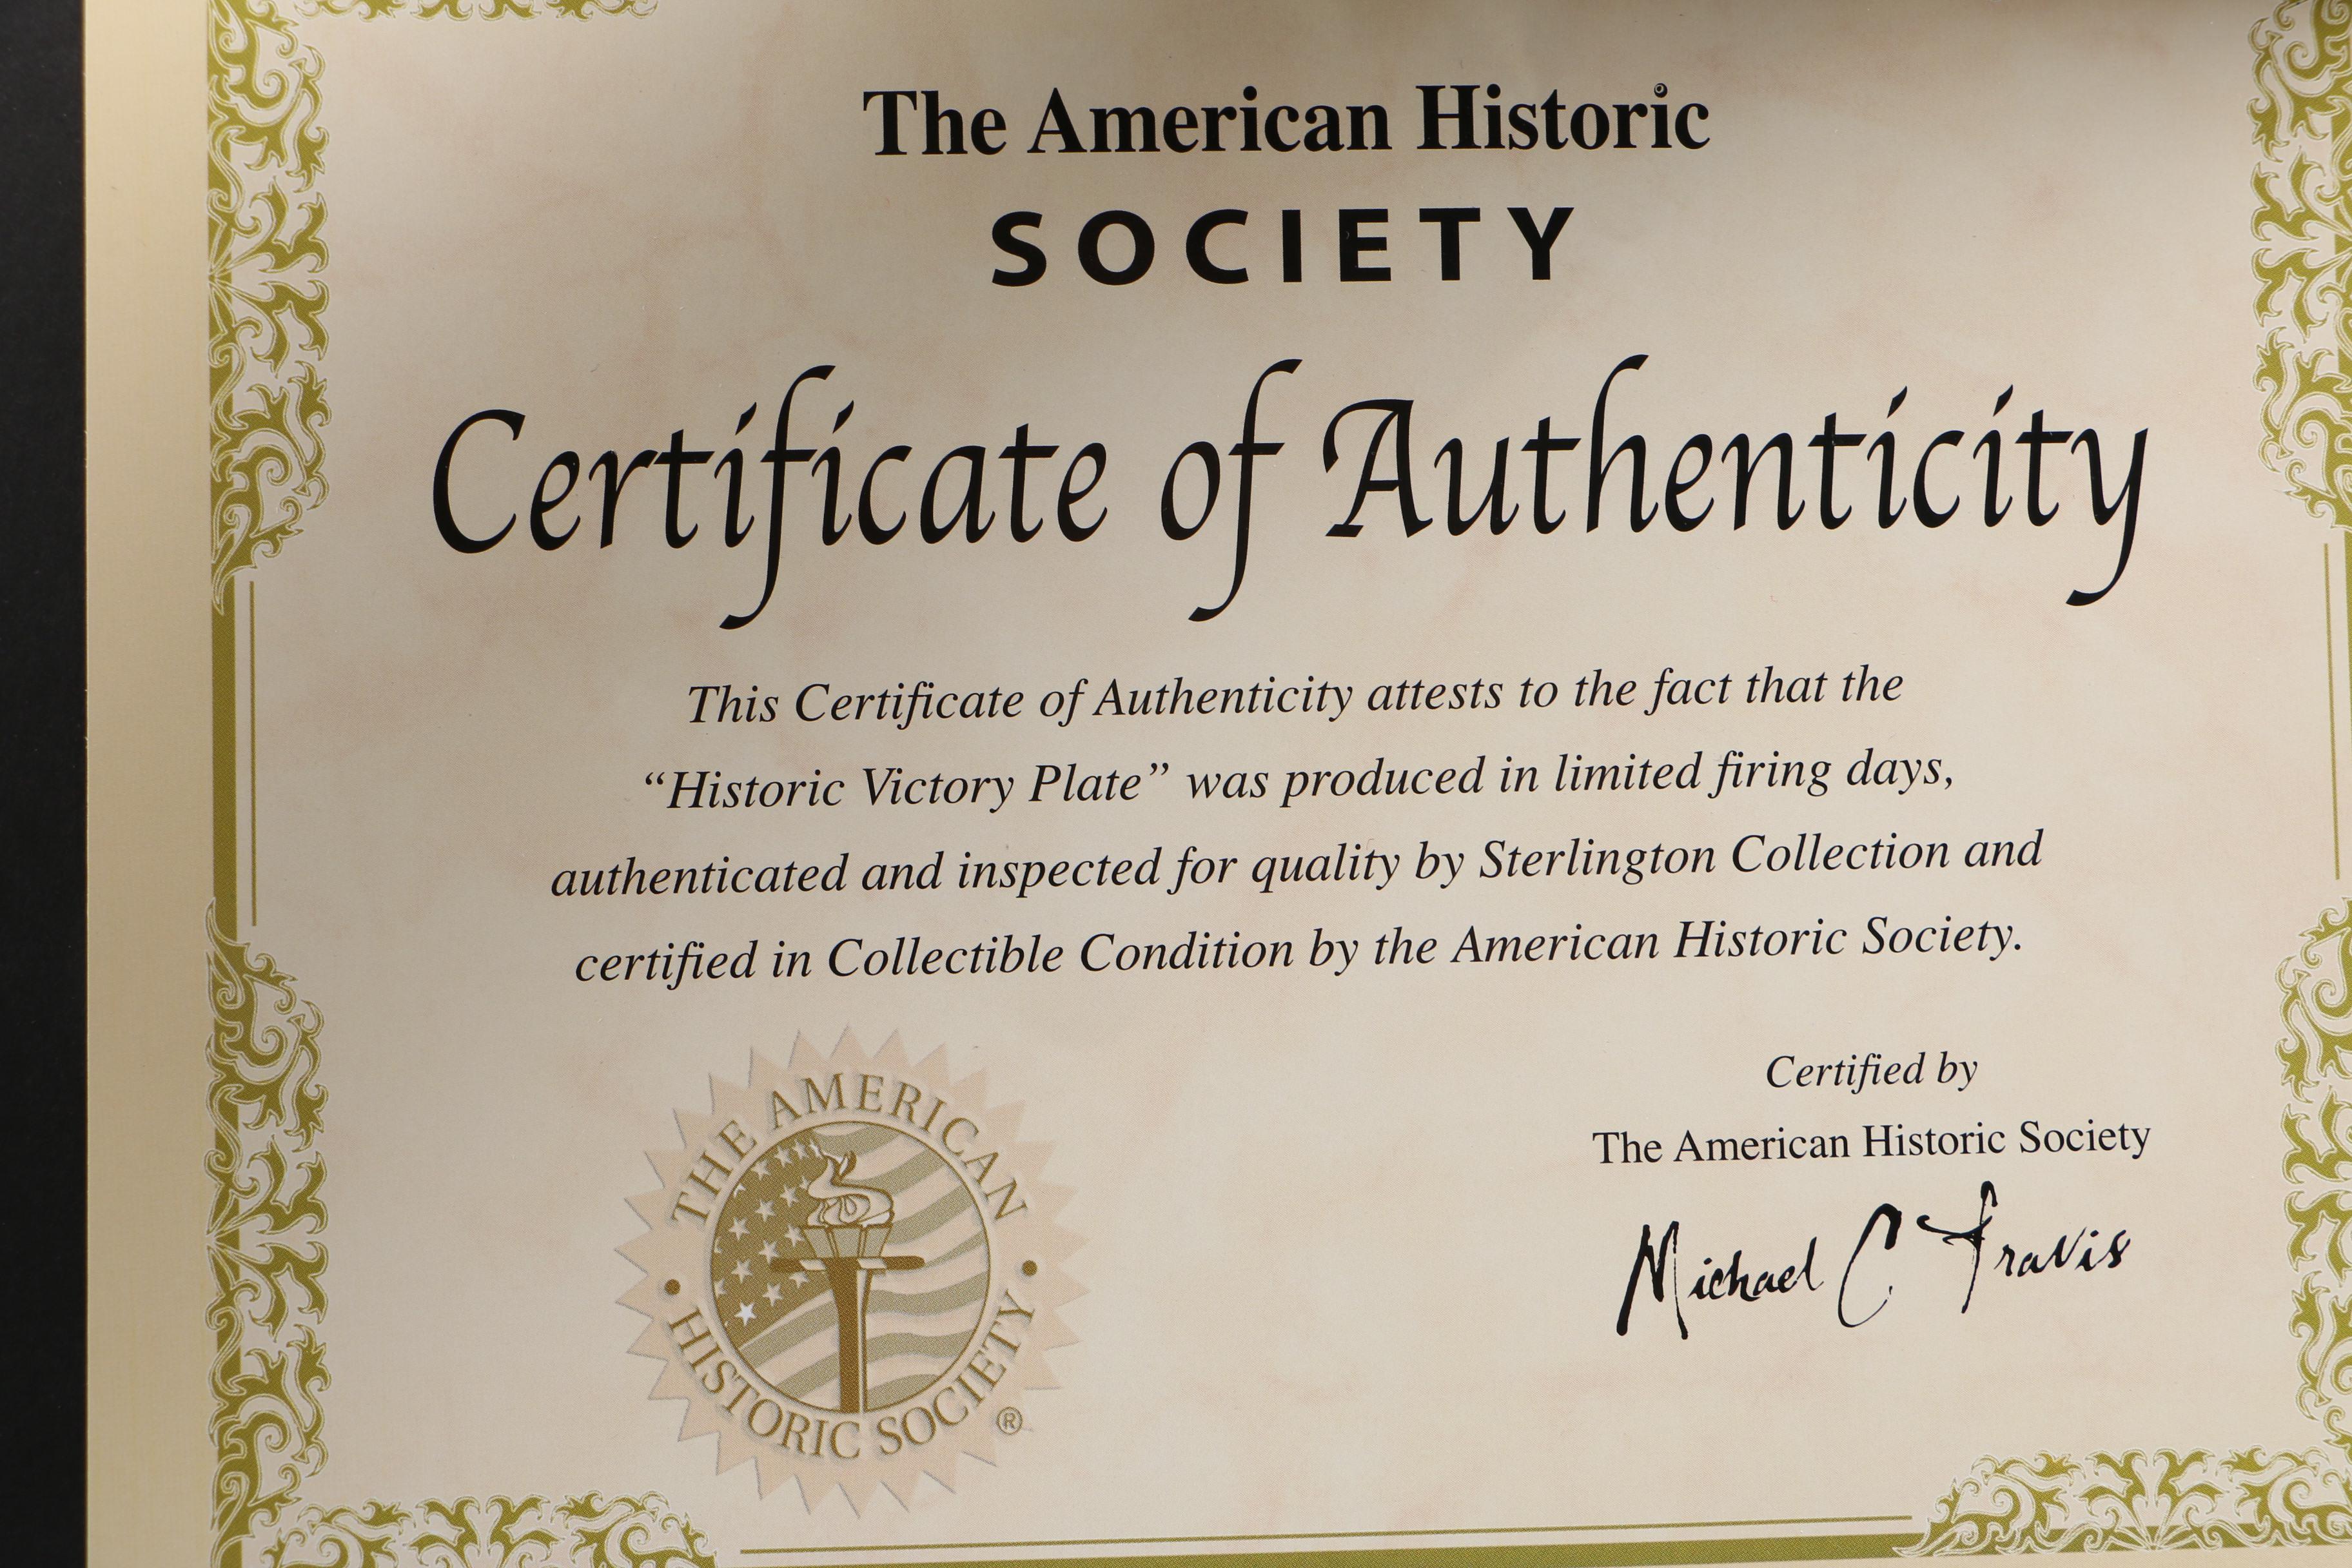 The American Historic
SOCIETY
Certificate of Authenticity
This Certificate of Authenticity attests to the fact that the
“Historic Victory Plate” was produced in limited firing days,
authenticated and inspected for quality by Sterlington Collection and
certified in Collectible Condition by the American Historic Society.
THE AMERICAN
• HISTORIC SOCIETY •
®
Certified by
The American Historic Society
Michael C Travis